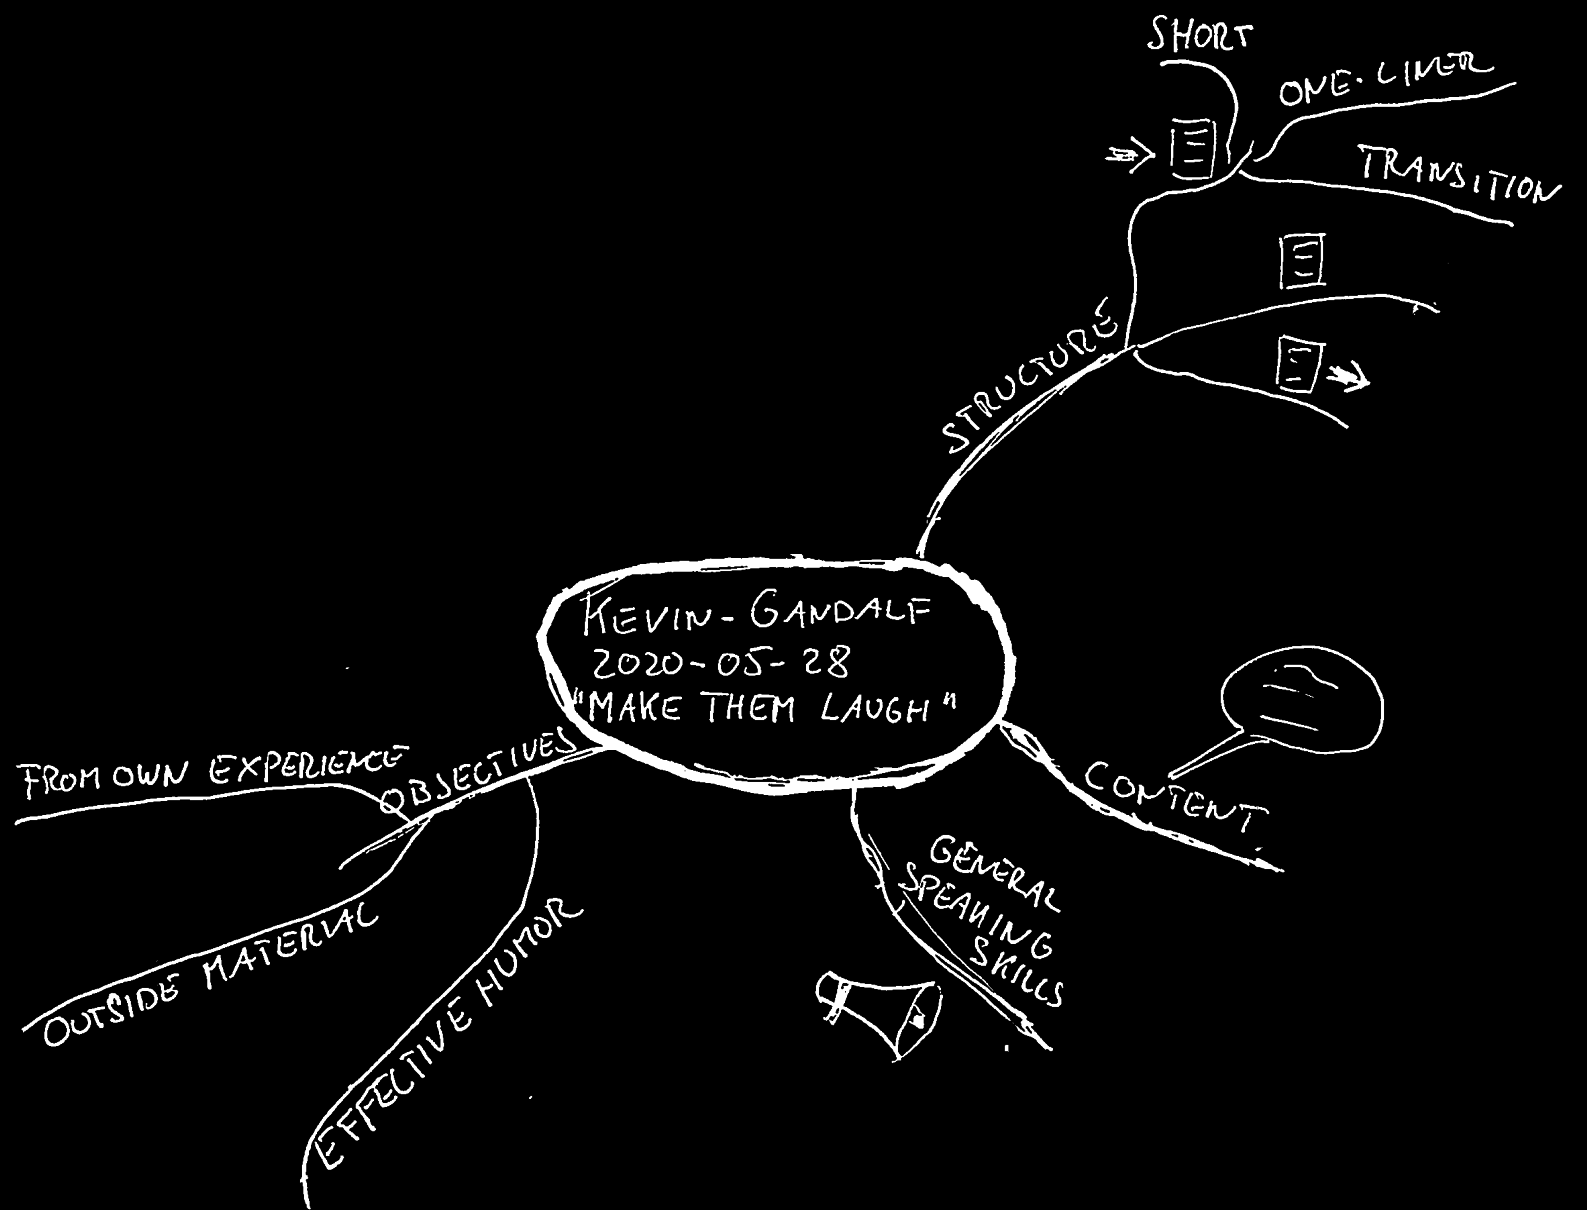 SHORT
ONE-LINER
TRANSITION
STRUCTURE
KEVIN-GANDALF
2020-05-28
"MAKE THEM LAUGH"
CONTENT
GENERAL
SPEAKING
SKILLS
OBJECTIVES
FROM OWN EXPERIENCE
OUTSIDE MATERIAL
EFFECTIVE HUMOR